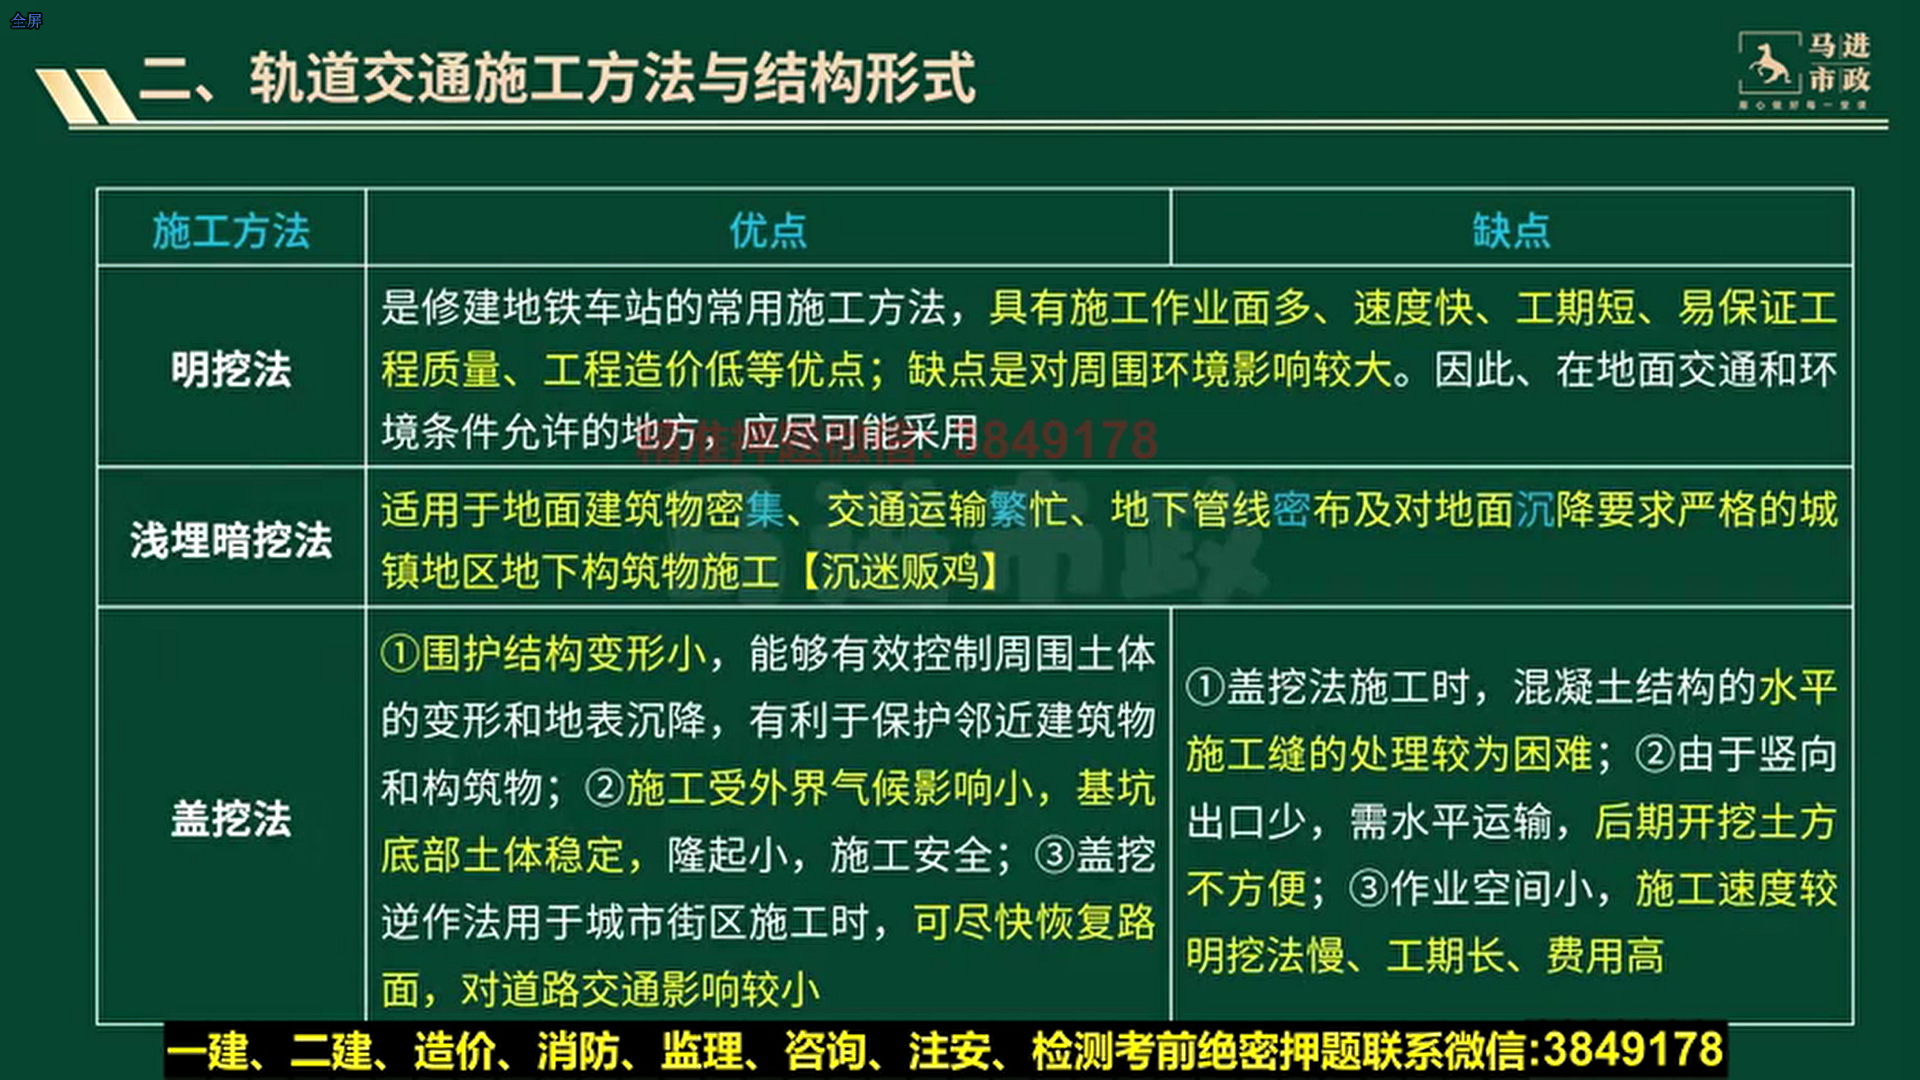 全屏
二、轨道交通施工方法与结构形式
马进
市政
用心做好每一堂课
施工方法
优点
缺点
明挖法
是修建地铁车站的常用施工方法，具有施工作业面多、速度快、工期短、易保证工
程质量、工程造价低等优点；缺点是对周围环境影响较大。因此、在地面交通和环
境条件允许的地方，应尽可能采用
精准押题微信：3849178
马进市政
浅埋暗挖法
适用于地面建筑物密集、交通运输繁忙、地下管线密布及对地面沉降要求严格的城
镇地区地下构筑物施工【沉迷贩鸡】
盖挖法
①围护结构变形小，能够有效控制周围土体
的变形和地表沉降，有利于保护邻近建筑物
和构筑物；②施工受外界气候影响小，基坑
底部土体稳定，隆起小，施工安全；③盖挖
逆作法用于城市街区施工时，可尽快恢复路
面，对道路交通影响较小
①盖挖法施工时，混凝土结构的水平
施工缝的处理较为困难；②由于竖向
出口少，需水平运输，后期开挖土方
不方便；③作业空间小，施工速度较
明挖法慢、工期长、费用高
一建、二建、造价、消防、监理、咨询、注安、检测考前绝密押题联系微信:3849178